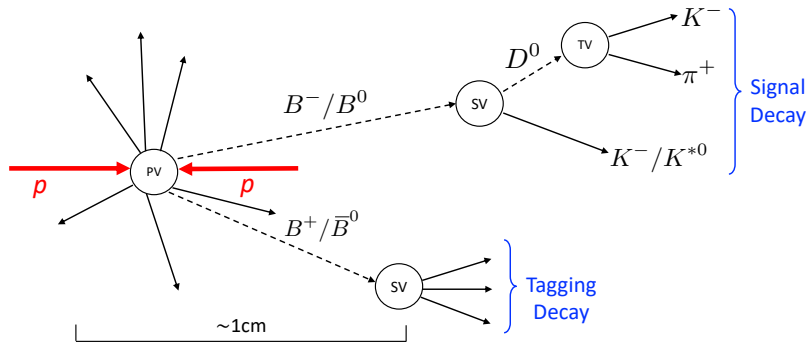 K⁻
D⁰
TV
π⁺
Signal
Decay
B⁻/B⁰
SV
K⁻/K*⁰
PV
p
p
B⁺/B̅⁰
SV
Tagging
Decay
~1cm